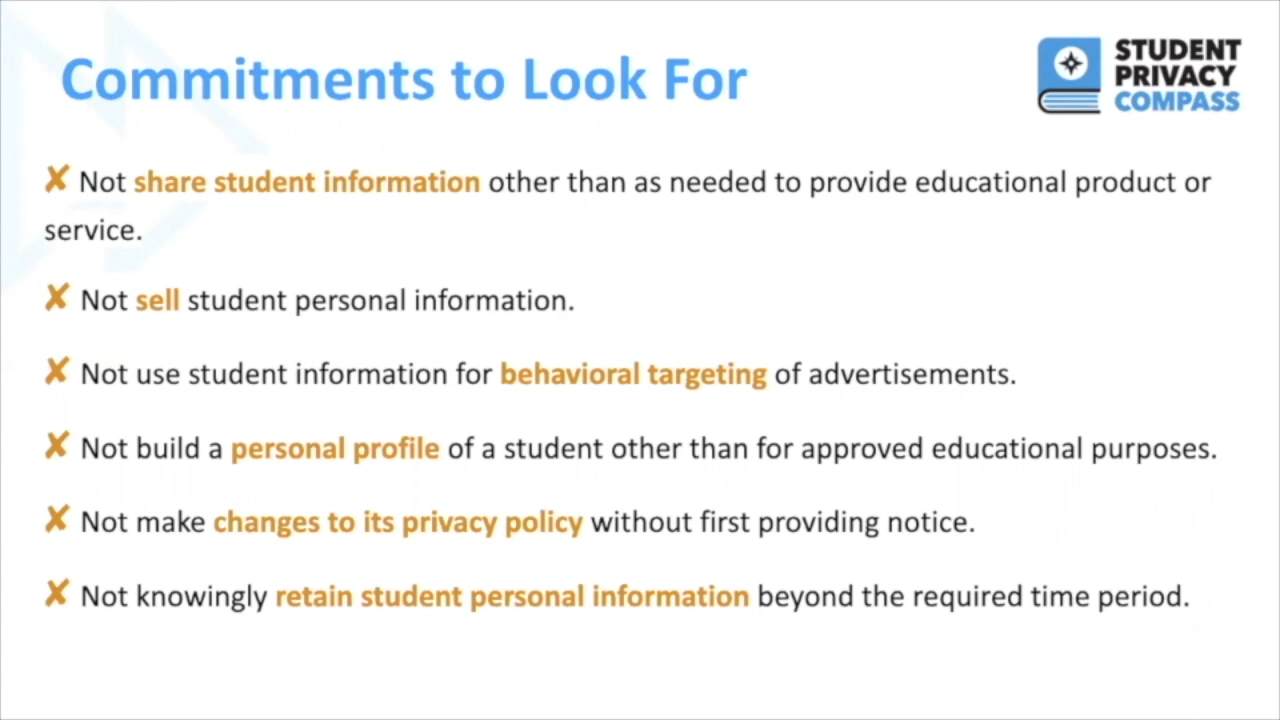 Commitments to Look For
STUDENT
PRIVACY
COMPASS
✘ Not share student information other than as needed to provide educational product or
service.
✘ Not sell student personal information.
✘ Not use student information for behavioral targeting of advertisements.
✘ Not build a personal profile of a student other than for approved educational purposes.
✘ Not make changes to its privacy policy without first providing notice.
✘ Not knowingly retain student personal information beyond the required time period.